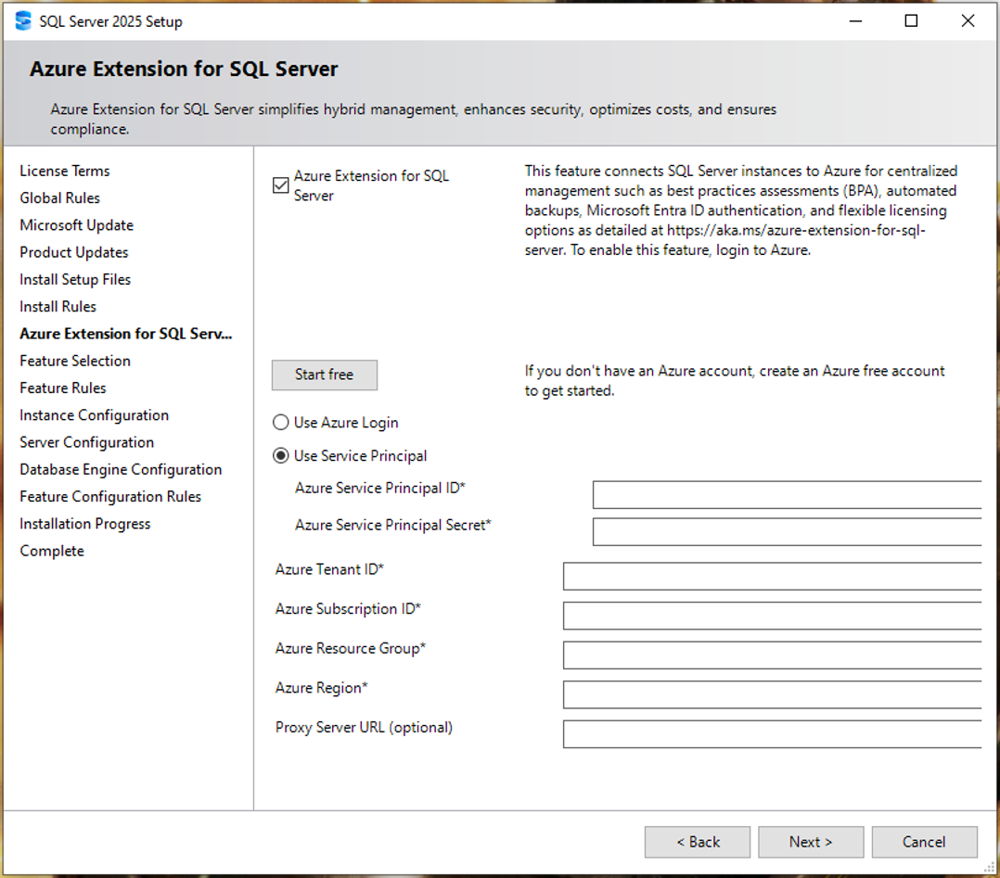 SQL Server 2025 Setup
Azure Extension for SQL Server
Azure Extension for SQL Server simplifies hybrid management, enhances security, optimizes costs, and ensures
compliance.
License Terms
Global Rules
Microsoft Update
Product Updates
Install Setup Files
Install Rules
Azure Extension for SQL Serv...
Feature Selection
Feature Rules
Instance Configuration
Server Configuration
Database Engine Configuration
Feature Configuration Rules
Installation Progress
Complete
Azure Extension for SQL
Server
This feature connects SQL Server instances to Azure for centralized
management such as best practices assessments (BPA), automated
backups, Microsoft Entra ID authentication, and flexible licensing
options as detailed at https://aka.ms/azure-extension-for-sql-
server. To enable this feature, login to Azure.
Start free
If you don't have an Azure account, create an Azure free account
to get started.
Use Azure Login
Use Service Principal
Azure Service Principal ID*
Azure Service Principal Secret*
Azure Tenant ID*
Azure Subscription ID*
Azure Resource Group*
Azure Region*
Proxy Server URL (optional)
< Back
Next >
Cancel